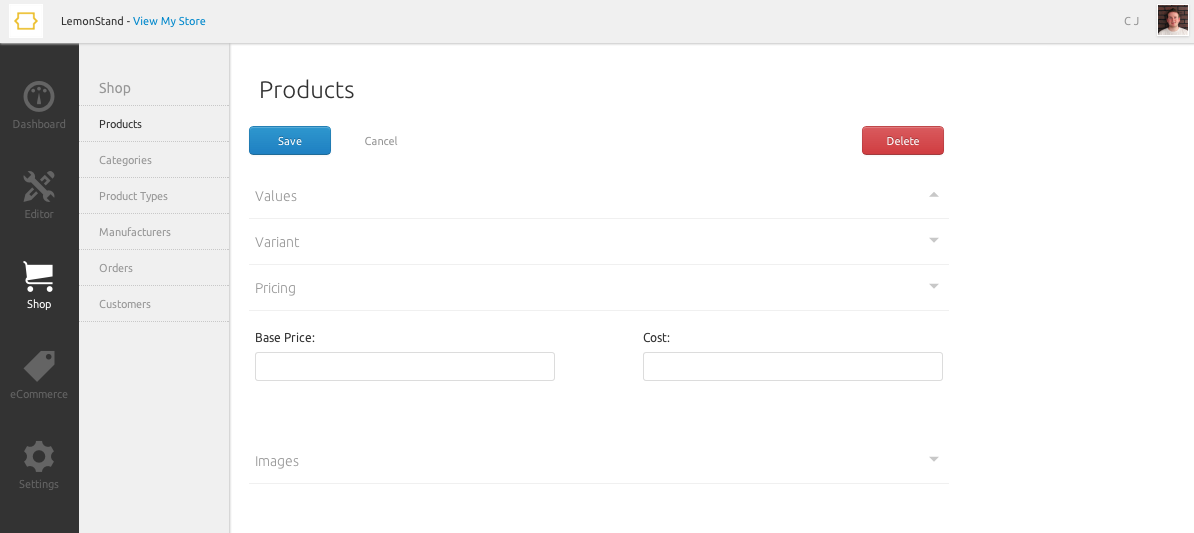 LemonStand - View My Store
C J
Dashboard
Editor
Shop
eCommerce
Settings
Shop
Products
Categories
Product Types
Manufacturers
Orders
Customers
Products
Save
Cancel
Delete
Values
Variant
Pricing
Base Price:
Cost:
Images